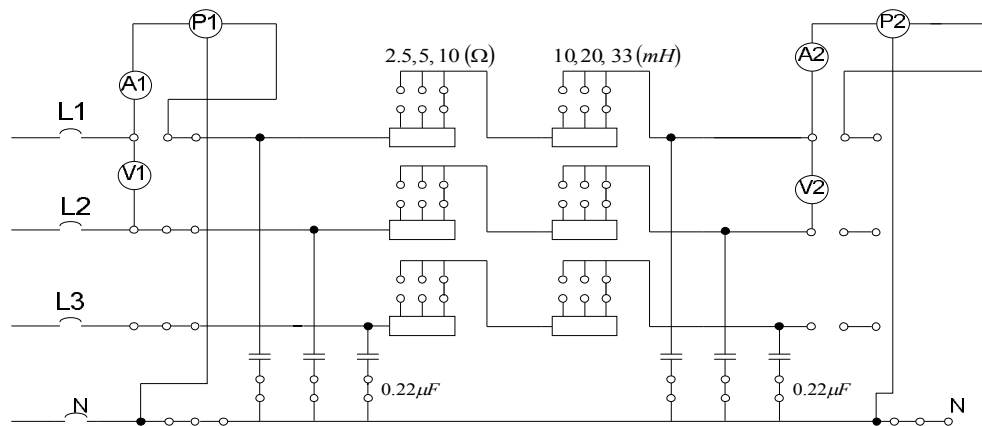 P1
P2
2.5, 5, 10 (Ω)
10, 20, 33 (mH)
A1
A2
L1
V1
V2
L2
L3
0.22μF
0.22μF
N
N